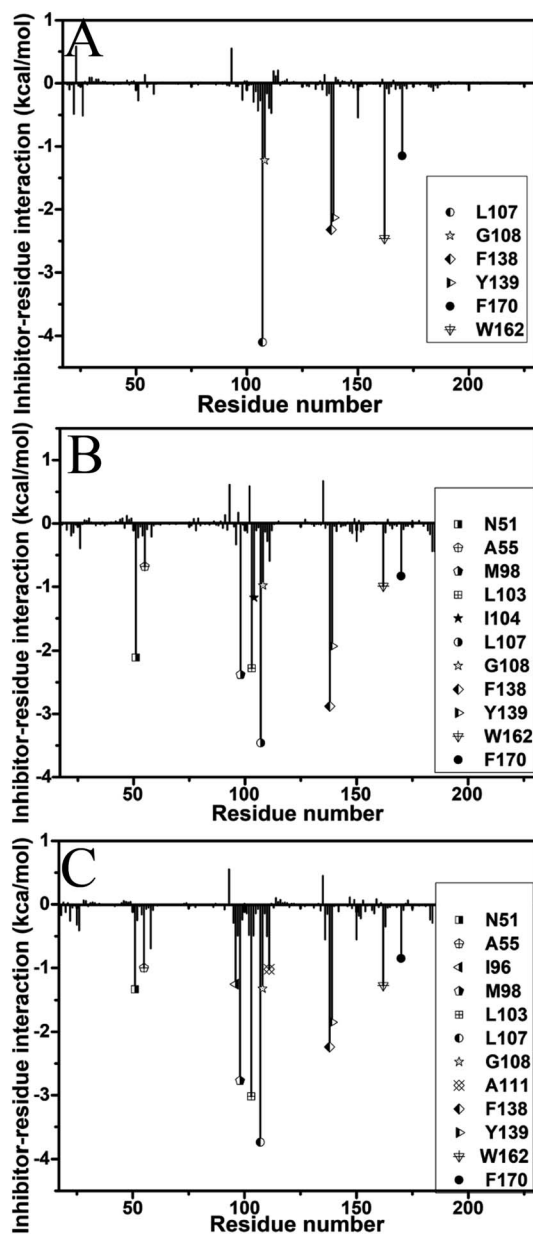 A
Inhibitor-residue interaction (kcal/mol)
1
0
-1
-2
-3
-4
L107
G108
F138
Y139
F170
W162
50
100
150
200
Residue number
B
Inhibitor-residue interaction (kcal/mol)
1
0
-1
-2
-3
-4
N51
A55
M98
L103
I104
L107
G108
F138
Y139
W162
F170
50
100
150
200
Residue number
C
Inhibitor-residue interaction (kcal/mol)
1
0
-1
-2
-3
-4
N51
A55
I96
M98
L103
L107
G108
A111
F138
Y139
W162
F170
50
100
150
200
Residue number